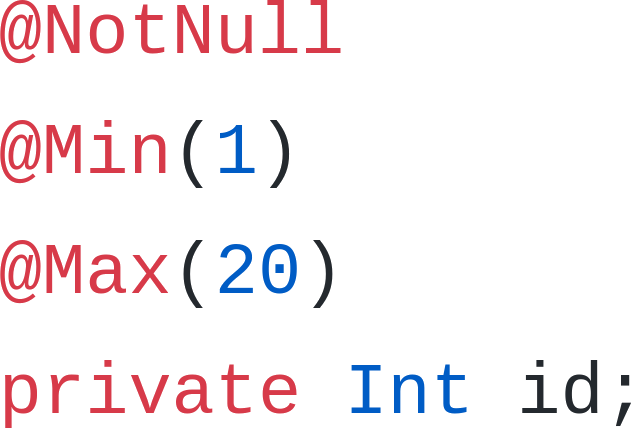 @NotNull
@Min(1)
@Max(20)
private Int id;